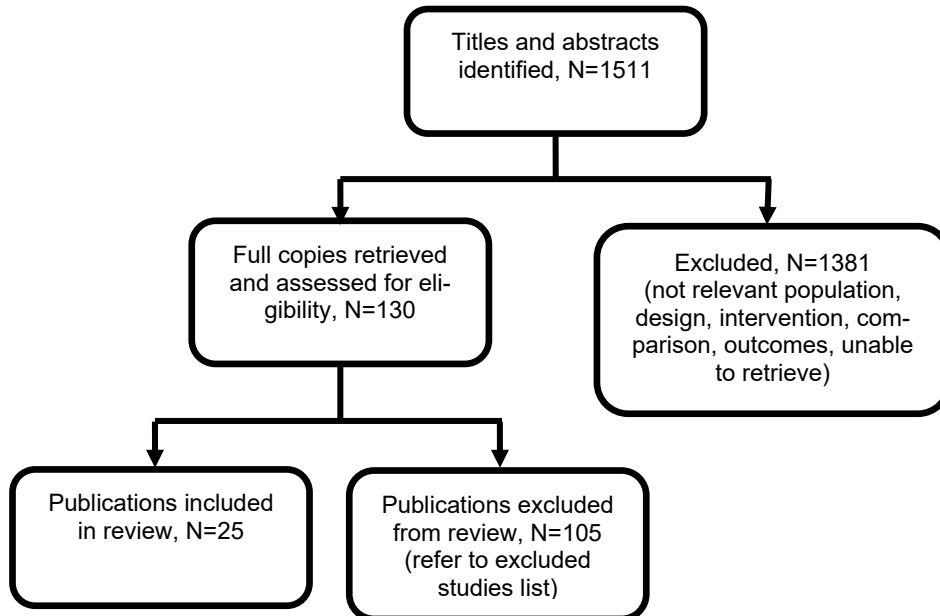 Titles and abstracts
identified, N=1511
Full copies retrieved
and assessed for eli-
gibility, N=130
Excluded, N=1381
(not relevant population,
design, intervention, com-
parison, outcomes, unable
to retrieve)
Publications included
in review, N=25
Publications excluded
from review, N=105
(refer to excluded
studies list)